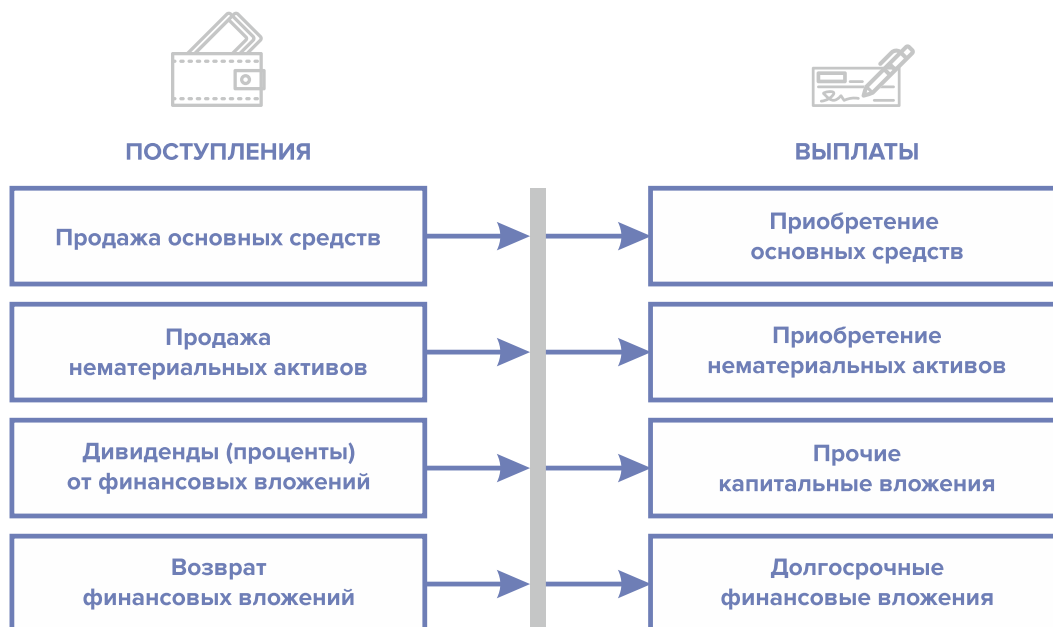 ПОСТУПЛЕНИЯ
ВЫПЛАТЫ
Продажа основных средств
Приобретение
основных средств
Продажа
нематериальных активов
Приобретение
нематериальных активов
Дивиденды (проценты)
от финансовых вложений
Прочие
капитальные вложения
Возврат
финансовых вложений
Долгосрочные
финансовые вложения